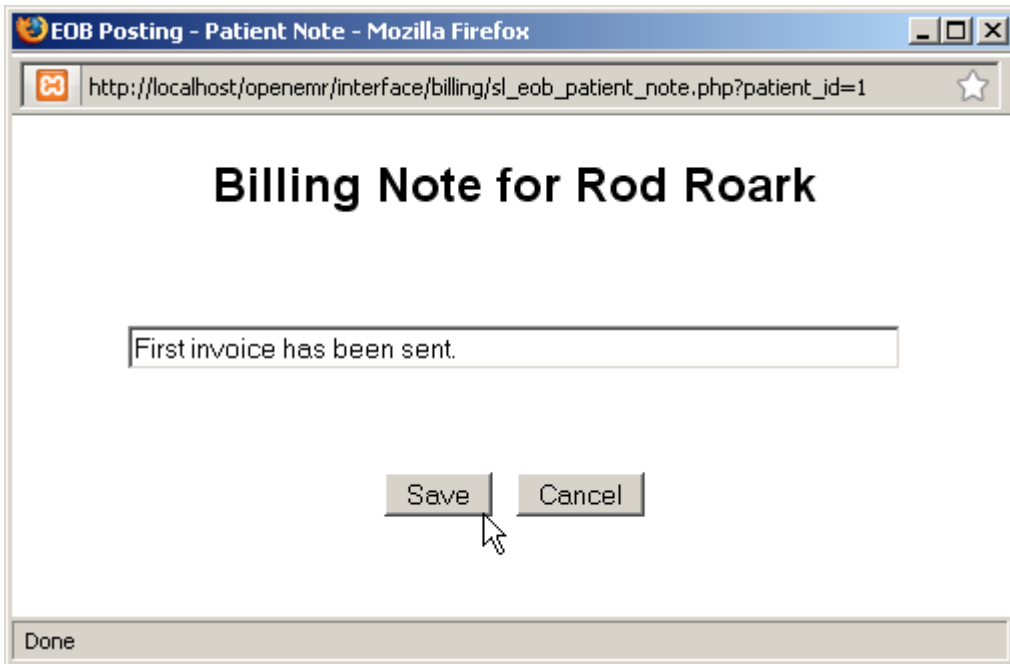 EOB Posting - Patient Note - Mozilla Firefox
http://localhost/openemr/interface/billing/sl_eob_patient_note.php?patient_id=1
Billing Note for Rod Roark
First invoice has been sent.
Save Cancel
Done